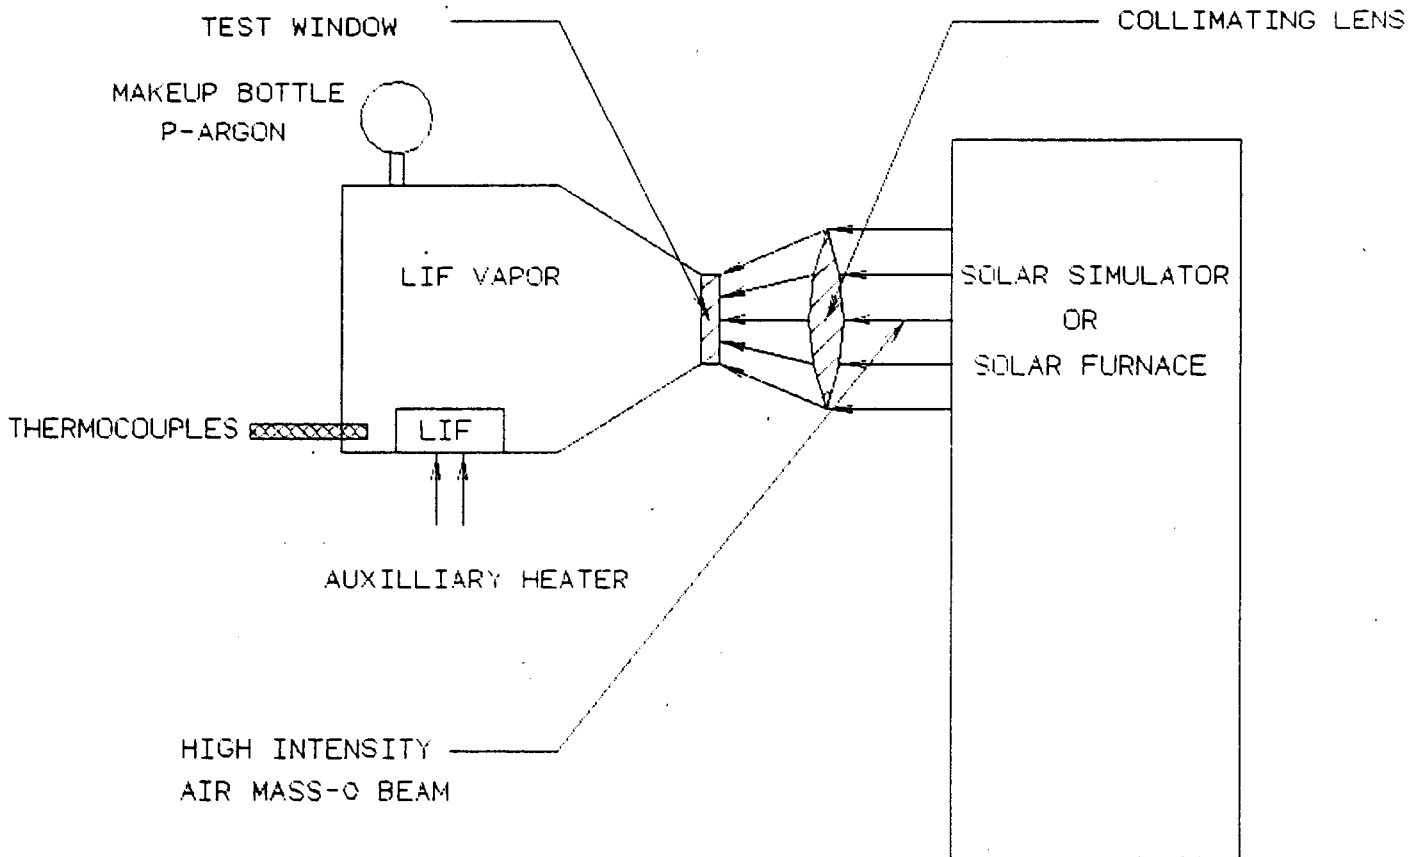 TEST WINDOW
COLLIMATING LENS
MAKEUP BOTTLE
P-ARGON
LIF VAPOR
SOLAR SIMULATOR
OR
SOLAR FURNACE
THERMOCOUPLES
LIF
AUXILLIARY HEATER
HIGH INTENSITY
AIR MASS-O BEAM